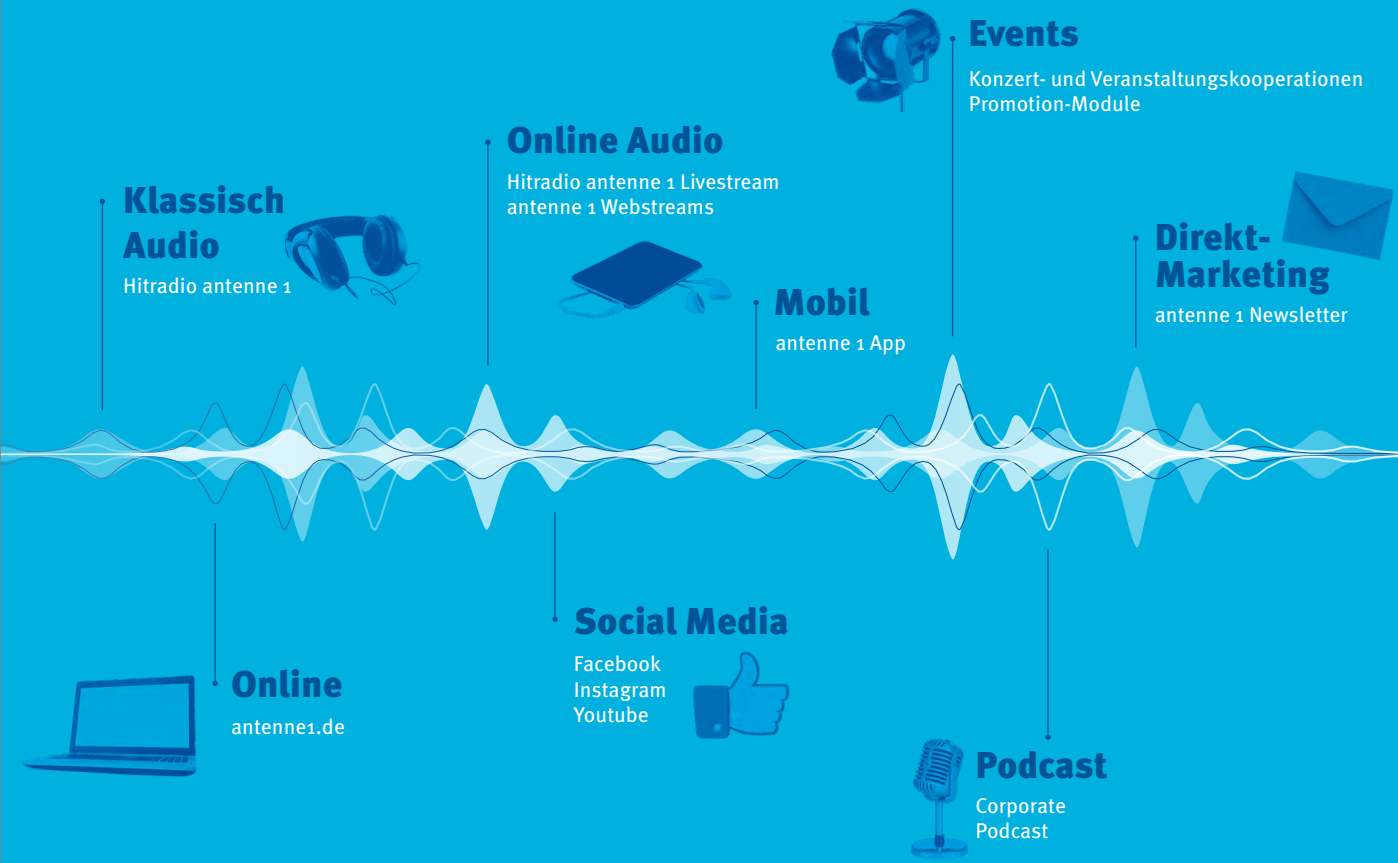 Events
Konzert- und Veranstaltungskooperationen
Promotion-Module
Online Audio
Hitradio antenne 1 Livestream
antenne 1 Webstreams
Klassisch
Audio
Hitradio antenne 1
Direkt-
Marketing
antenne 1 Newsletter
Mobil
antenne 1 App
Social Media
Facebook
Instagram
Youtube
Online
antenne1.de
Podcast
Corporate
Podcast